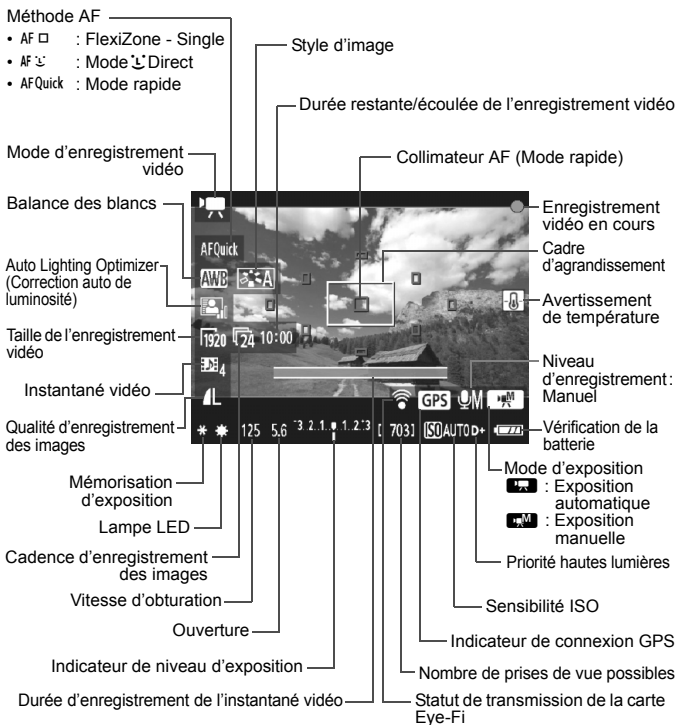 Méthode AF
• AF □ : FlexiZone - Single
• AF : Mode Direct
• AFQuick : Mode rapide
Style d'image
Durée restante/écoulée de l'enregistrement vidéo
Mode d'enregistrement
vidéo
Collimateur AF (Mode rapide)
Balance des blancs
Enregistrement
vidéo en cours
Cadre
d'agrandissement
Auto Lighting Optimizer
(Correction auto de
luminosité)
Avertissement
de température
Taille de l'enregistrement
vidéo
Niveau
d'enregistrement:
Manuel
Instantané vidéo
Qualité d'enregistrement
des images
Vérification de la
batterie
AFQuick
AWB
A
1920 24 10:00
4
L
GPS M M
125 5.6 -3..2..1..▼..1..2.:3 [ 703] ISO AUTO D+
Mémorisation
d'exposition
Mode d'exposition
: Exposition
automatique
M : Exposition
manuelle
Lampe LED
Cadence d'enregistrement
des images
Priorité hautes lumières
Vitesse d'obturation
Sensibilité ISO
Ouverture
Indicateur de connexion GPS
Indicateur de niveau d'exposition
Nombre de prises de vue possibles
Durée d'enregistrement de l'instantané vidéo
Statut de transmission de la carte
Eye-Fi